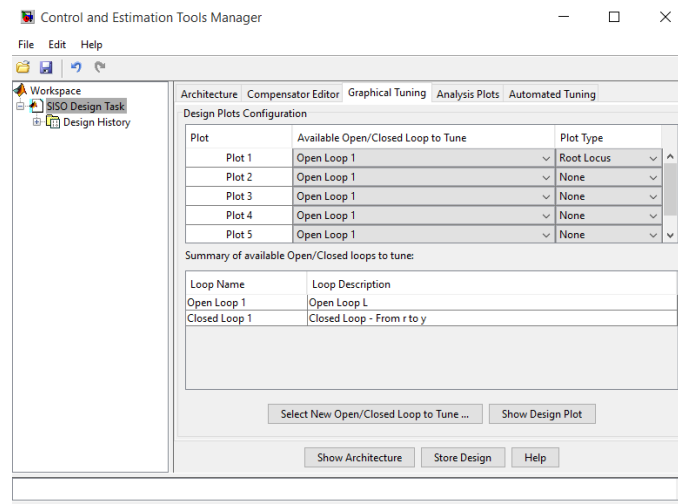 Control and Estimation Tools Manager
File Edit Help
Workspace
SISO Design Task
Design History
Architecture Compensator Editor Graphical Tuning Analysis Plots Automated Tuning
Design Plots Configuration
Plot Available Open/Closed Loop to Tune Plot Type
Plot 1 Open Loop 1 Root Locus
Plot 2 Open Loop 1 None
Plot 3 Open Loop 1 None
Plot 4 Open Loop 1 None
Plot 5 Open Loop 1 None
Summary of available Open/Closed loops to tune:
Loop Name Loop Description
Open Loop 1 Open Loop L
Closed Loop 1 Closed Loop - From r to y
Select New Open/Closed Loop to Tune ... Show Design Plot
Show Architecture Store Design Help